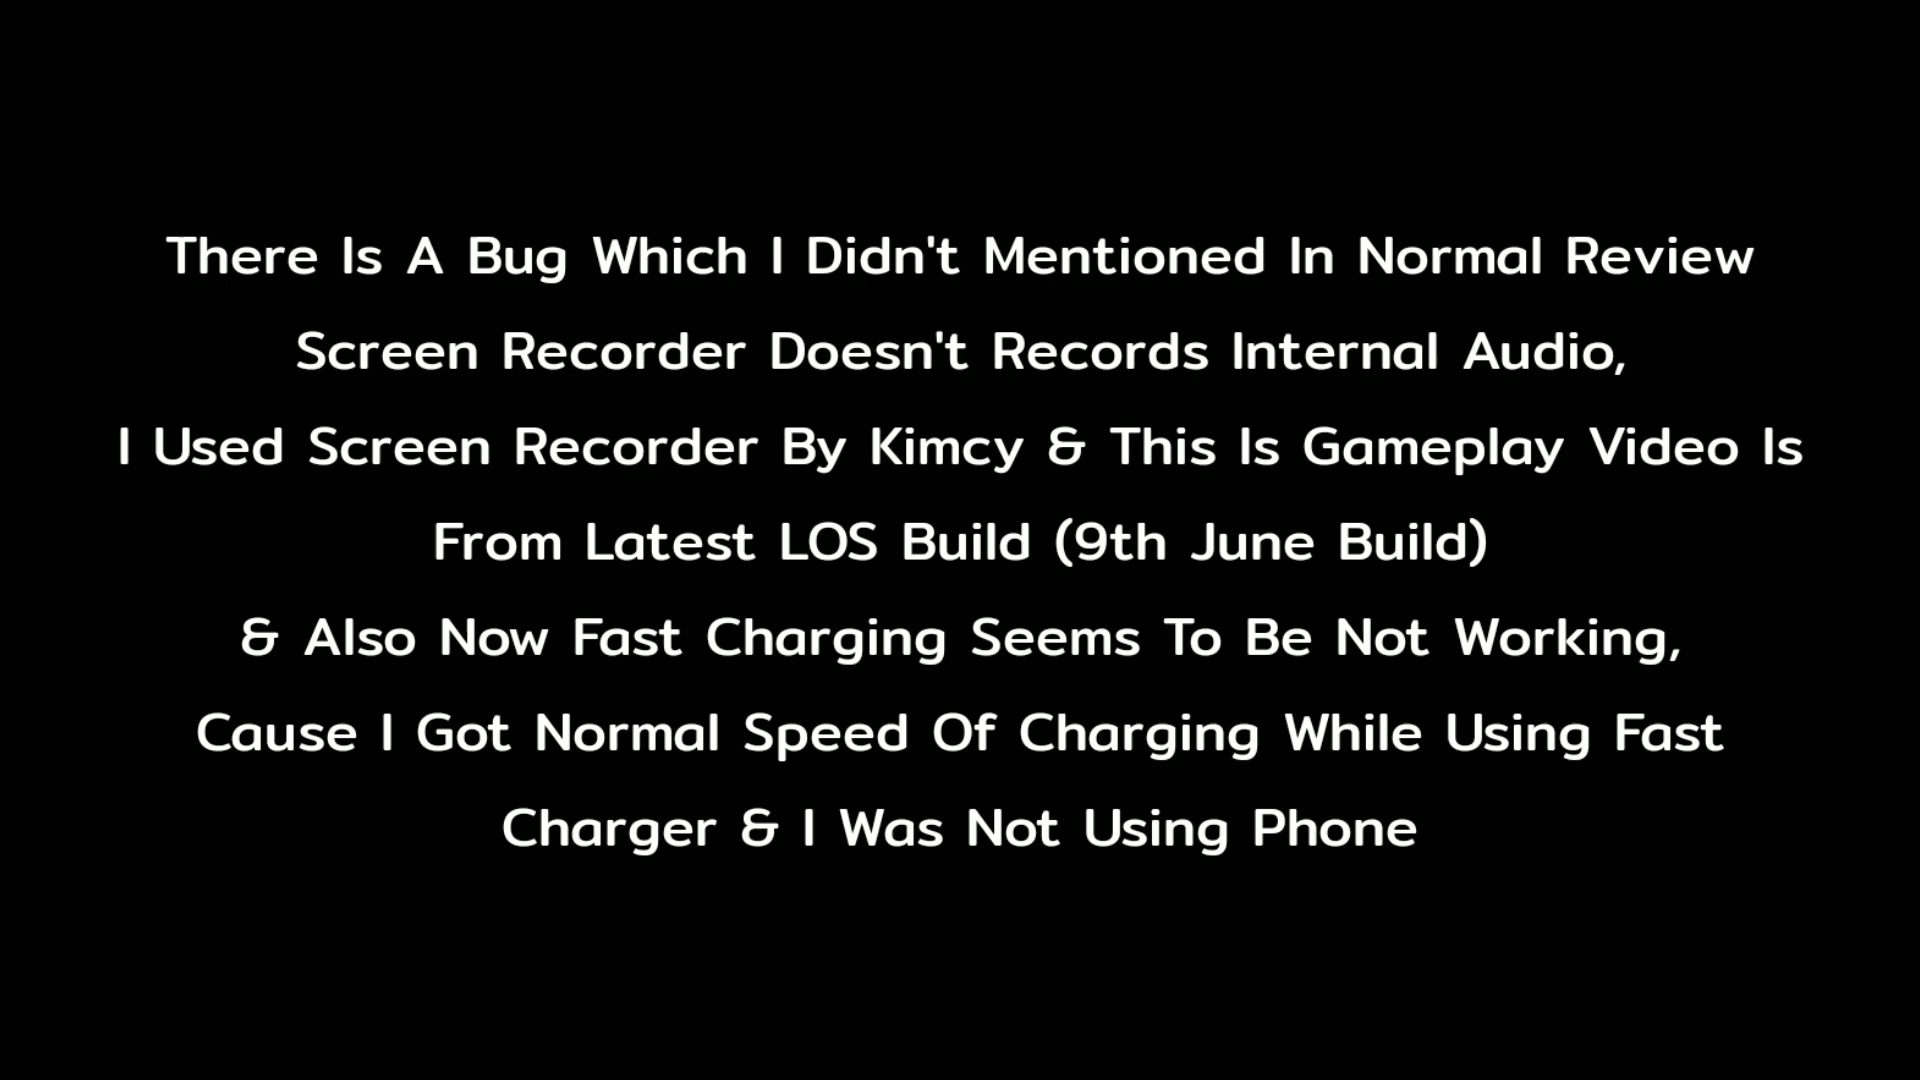 There Is A Bug Which I Didn't Mentioned In Normal Review
Screen Recorder Doesn't Records Internal Audio,
I Used Screen Recorder By Kimcy & This Is Gameplay Video Is
From Latest LOS Build (9th June Build)
& Also Now Fast Charging Seems To Be Not Working,
Cause I Got Normal Speed Of Charging While Using Fast
Charger & I Was Not Using Phone